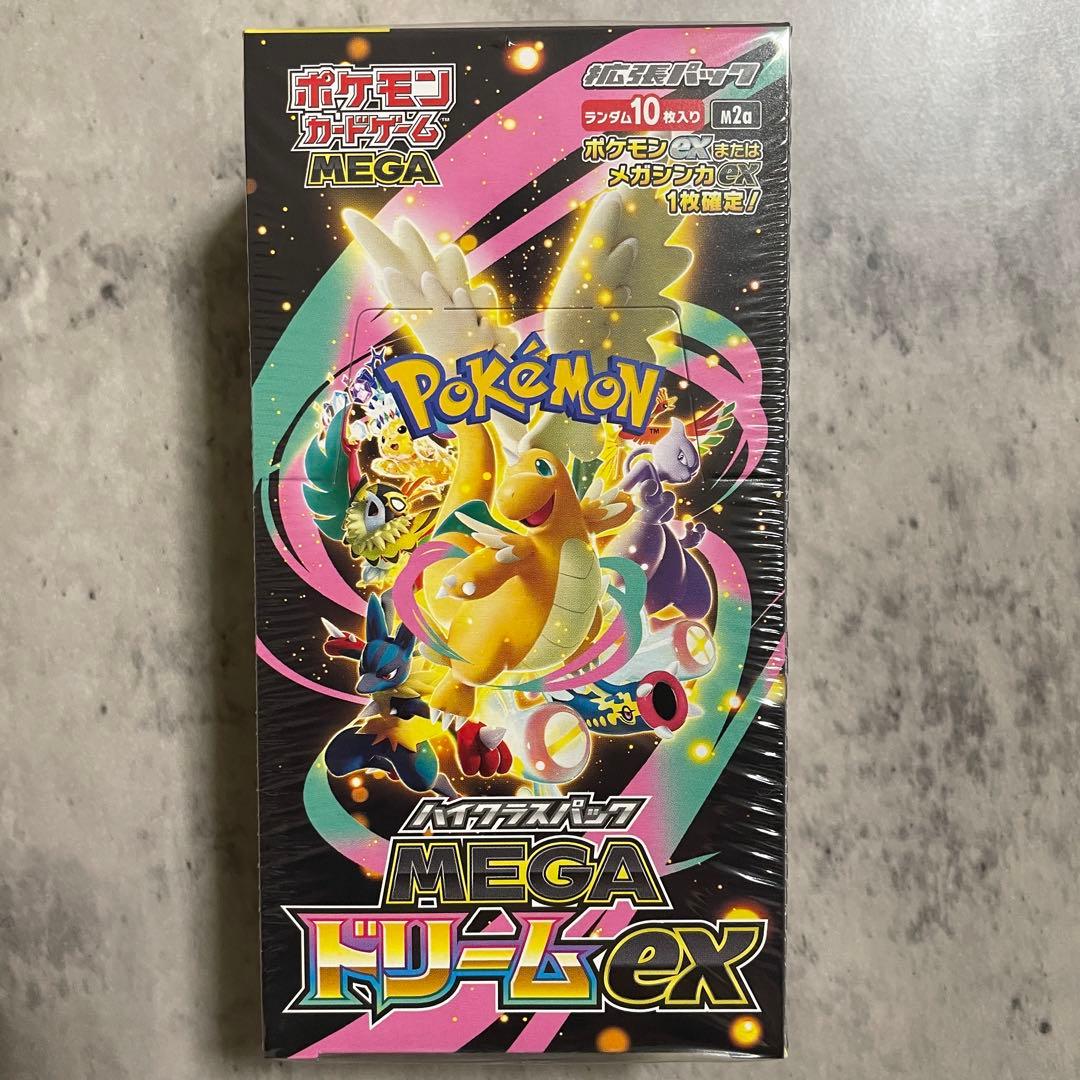 ポケモン
カードゲーム™
MEGA
拡張パック
ランダム10枚入り M2a
ポケモンexまたは
メガシンカex
1枚確定!
POKéMON™
ハイクラスパック
MEGA
ドリームex